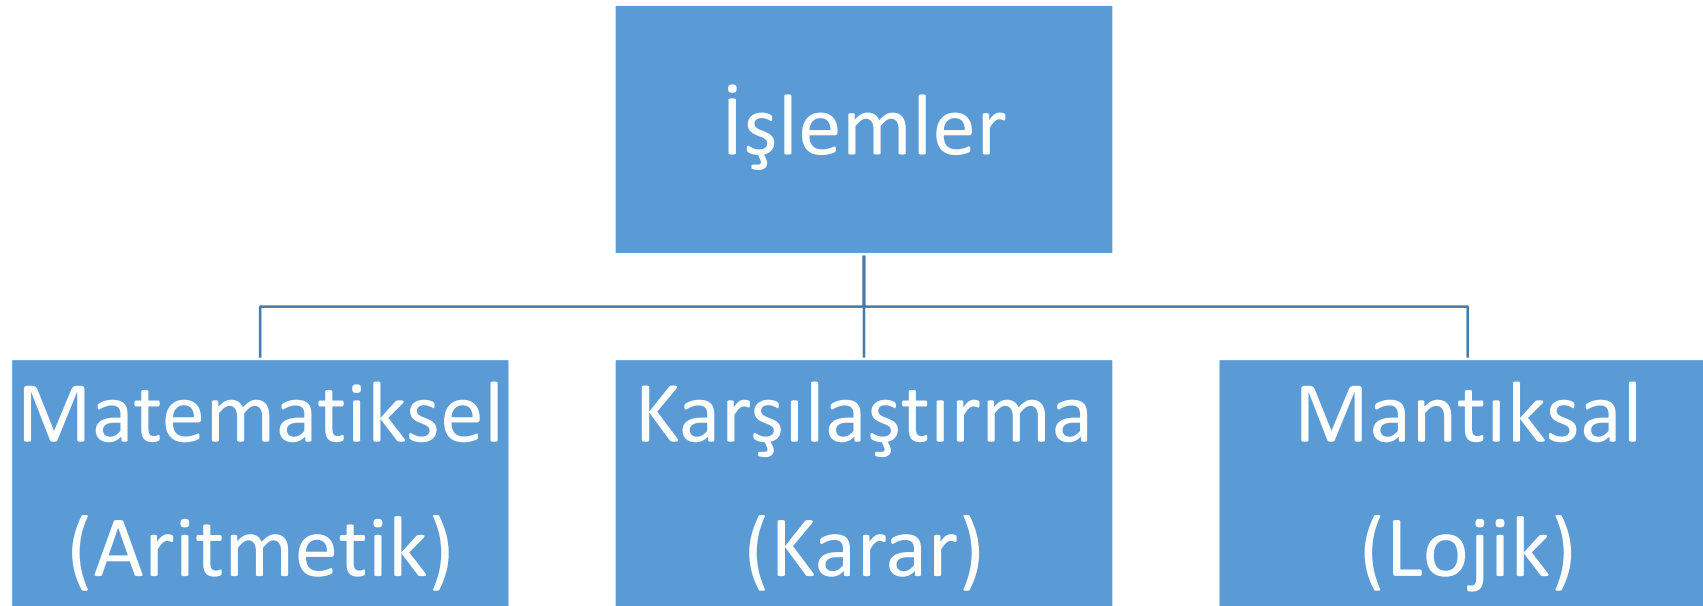 İşlemler
Matematiksel
(Aritmetik)
Karşılaştırma
(Karar)
Mantıksal
(Lojik)